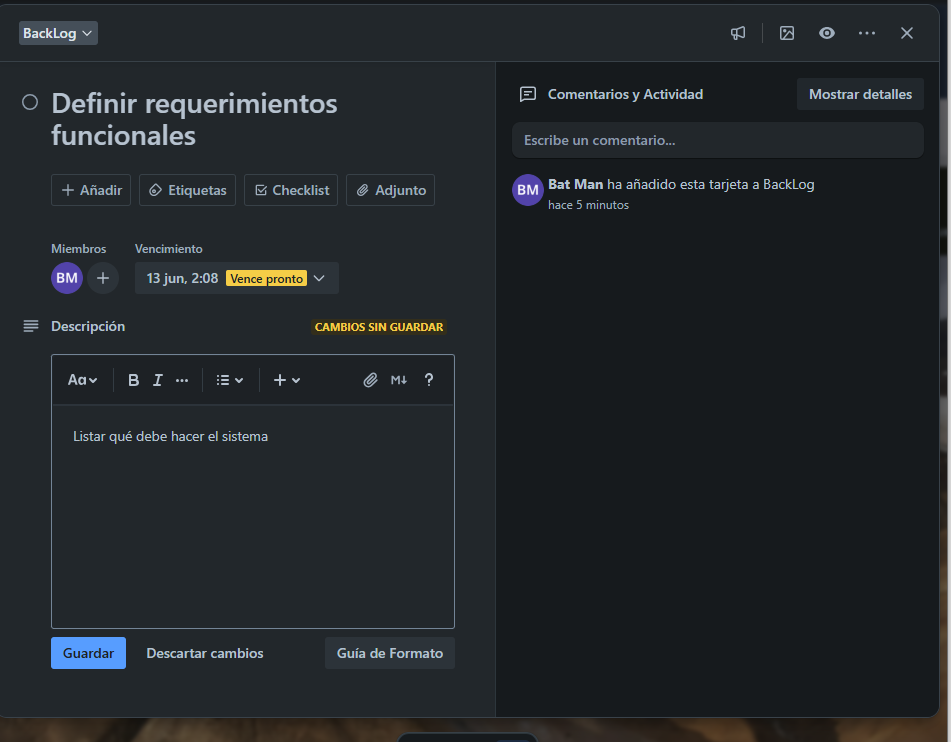 BackLog
Definir requerimientos
funcionales
Añadir
Etiquetas
Checklist
Adjunto
Miembros
Vencimiento
BM
13 jun, 2:08
Vence pronto
Descripción
CAMBIOS SIN GUARDAR
Aa
B
I
M
?
Listar qué debe hacer el sistema
Guardar
Descartar cambios
Guía de Formato
Comentarios y Actividad
Mostrar detalles
Escribe un comentario...
BM
Bat Man ha añadido esta tarjeta a BackLog
hace 5 minutos